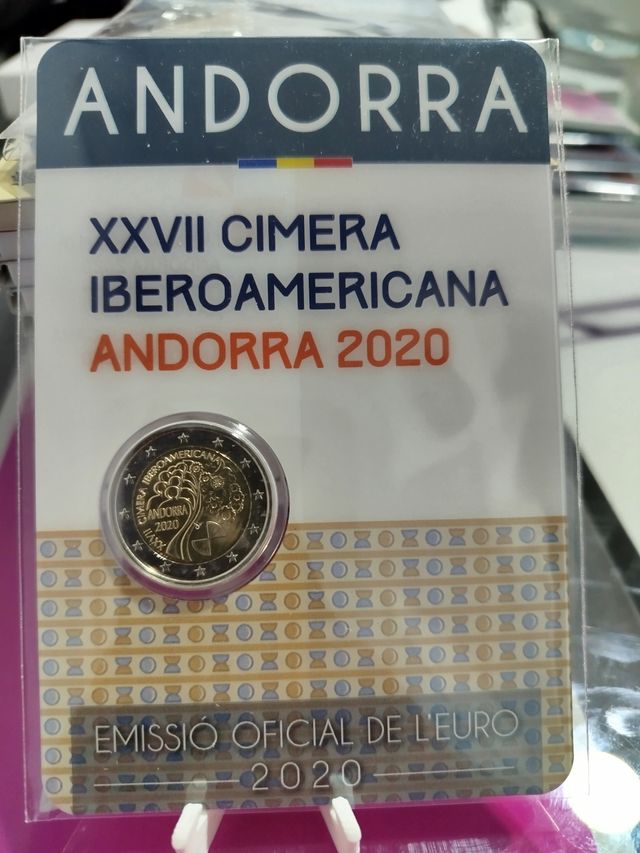 ANDORRA
XXVII CIMERA
IBEROAMERICANA
ANDORRA 2020
XXVII CIMERA IBEROAMERICANA
ANDORRA
2020
EMISSIÓ OFICIAL DE L'EURO
2020